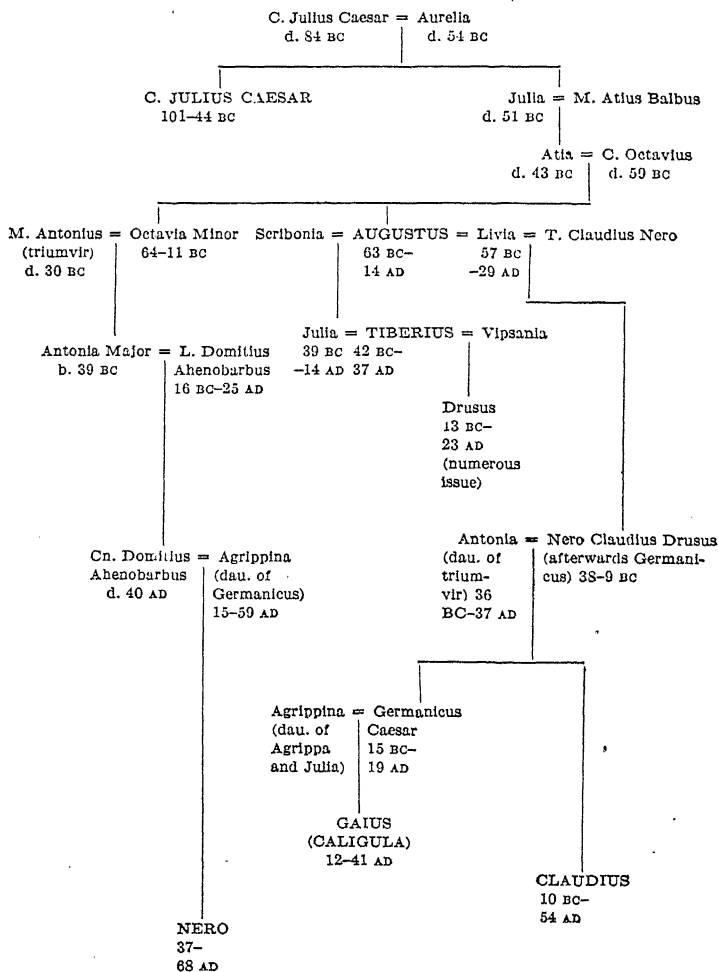 C. Julius Caesar = Aurelia
d. 84 BC d. 54 BC
C. JULIUS CAESAR
101–44 BC
Julia = M. Atius Balbus
d. 51 BC
Atia = C. Octavius
d. 43 BC d. 59 BC
M. Antonius = Octavia Minor
(triumvir) 64–11 BC
d. 30 BC
Scribonia = AUGUSTUS = Livia = T. Claudius Nero
63 BC– 57 BC
14 AD –29 AD
Antonia Major = L. Domitius
b. 39 BC Ahenobarbus
16 BC–25 AD
Julia = TIBERIUS = Vipsania
39 BC 42 BC–
–14 AD 37 AD
Drusus
13 BC–
23 AD
(numerous
issue)
Cn. Domitius = Agrippina
Ahenobarbus (dau. of
d. 40 AD Germanicus)
15–59 AD
Antonia = Nero Claudius Drusus
(dau. of (afterwards Germani-
trium- cus) 38–9 BC
vir) 36
BC–37 AD
Agrippina = Germanicus
(dau. of Caesar
Agrippa 15 BC–
and Julia) 19 AD
GAIUS
(CALIGULA)
12–41 AD
CLAUDIUS
10 BC–
54 AD
NERO
37–
68 AD